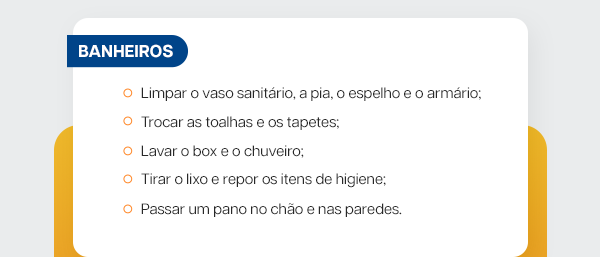 BANHEIROS
Limpar o vaso sanitário, a pia, o espelho e o armário;
Trocar as toalhas e os tapetes;
Lavar o box e o chuveiro;
Tirar o lixo e repor os itens de higiene;
Passar um pano no chão e nas paredes.